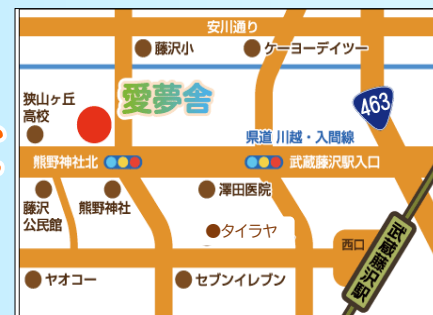 安川通り
藤沢小
ケーヨーデイツー
愛夢舎
狭山ヶ丘
高校
463
県道 川越・入間線
熊野神社北
武蔵藤沢駅入口
藤沢
公民館
熊野神社
澤田医院
タイラヤ
西口
武蔵藤沢駅
ヤオコー
セブンイレブン